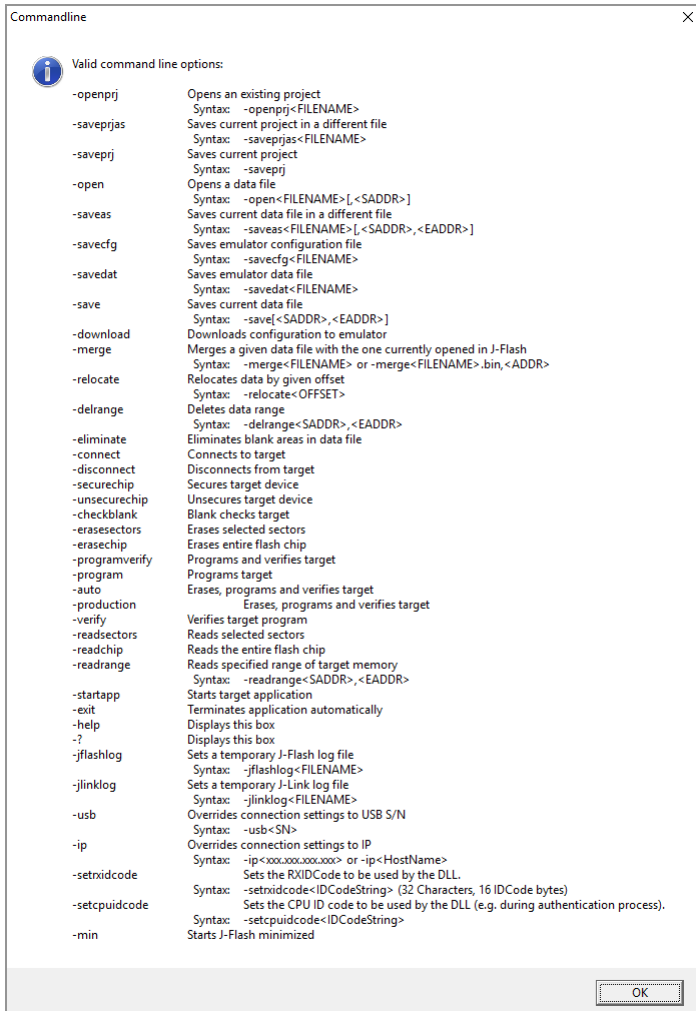 Commandline
Valid command line options:
-openprj Opens an existing project
Syntax: -openprj<FILENAME>
-saveprjas Saves current project in a different file
Syntax: -saveprjas<FILENAME>
-saveprj Saves current project
Syntax: -saveprj
-open Opens a data file
Syntax: -open<FILENAME>[,<SADDR>]
-saveas Saves current data file in a different file
Syntax: -saveas<FILENAME>[,<SADDR>,<EADDR>]
-savecfg Saves emulator configuration file
Syntax: -savecfg<FILENAME>
-savedat Saves emulator data file
Syntax: -savedat<FILENAME>
-save Saves current data file
Syntax: -save[<SADDR>,<EADDR>]
-download Downloads configuration to emulator
-merge Merges a given data file with the one currently opened in J-Flash
Syntax: -merge<FILENAME> or -merge<FILENAME>.bin,<ADDR>
-relocate Relocates data by given offset
Syntax: -relocate<OFFSET>
-delrange Deletes data range
Syntax: -delrange<SADDR>,<EADDR>
-eliminate Eliminates blank areas in data file
-connect Connects to target
-disconnect Disconnects from target
-securechip Secures target device
-unsecurechip Unsecures target device
-checkblank Blank checks target
-erasesectors Erases selected sectors
-erasechip Erases entire flash chip
-programverify Programs and verifies target
-program Programs target
-auto Erases, programs and verifies target
-production Erases, programs and verifies target
-verify Verifies target program
-readsectors Reads selected sectors
-readchip Reads the entire flash chip
-readrange Reads specified range of target memory
Syntax: -readrange<SADDR>,<EADDR>
-startapp Starts target application
-exit Terminates application automatically
-help Displays this box
-? Displays this box
-jflashlog Sets a temporary J-Flash log file
Syntax: -jflashlog<FILENAME>
-jlinklog Sets a temporary J-Link log file
Syntax: -jlinklog<FILENAME>
-usb Overrides connection settings to USB S/N
Syntax: -usb<SN>
-ip Overrides connection settings to IP
Syntax: -ip<xxx.xxx.xxx.xxx> or -ip<HostName>
-setrxidcode Sets the RXIDCode to be used by the DLL.
Syntax: -setrxidcode<IDCodeString> (32 Characters, 16 IDCode bytes)
-setcpuidcode Sets the CPU ID code to be used by the DLL (e.g. during authentication process).
Syntax: -setcpuidcode<IDCodeString>
-min Starts J-Flash minimized
OK